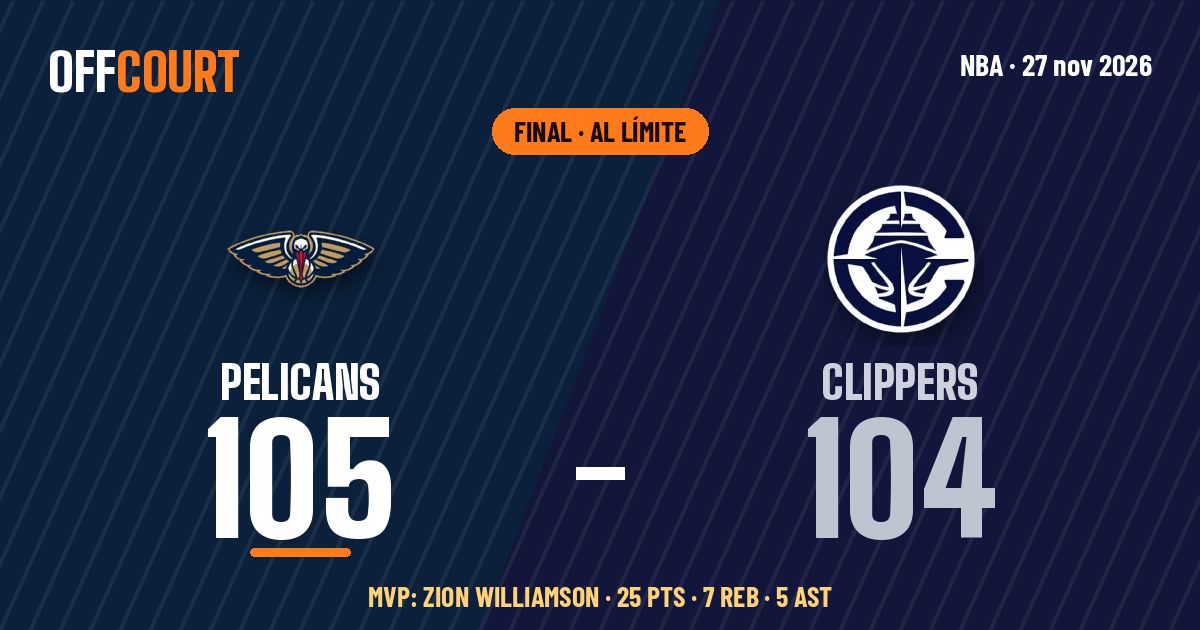 OFFCOURT
NBA · 27 nov 2026
FINAL · AL LÍMITE
PELICANS
CLIPPERS
105 – 104
MVP: ZION WILLIAMSON · 25 PTS · 7 REB · 5 AST